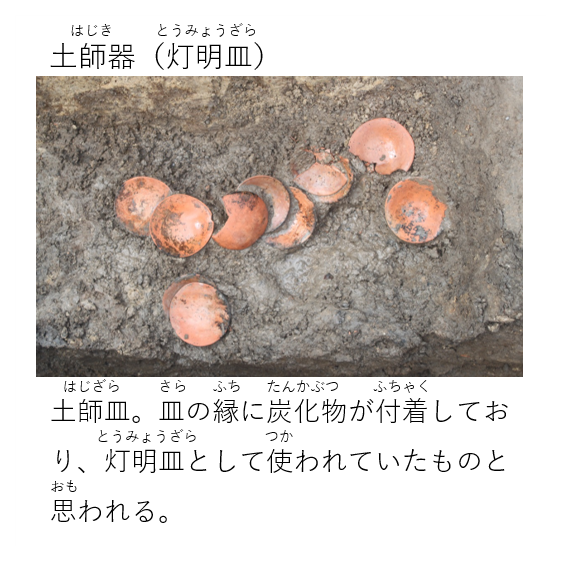 はじき とうみょうざら
土師器（灯明皿）
はじざら さら ふち たんかぶつ ふちゃく
土師皿。皿の縁に炭化物が付着してお
とうみょうざら つか
り、灯明皿として使われていたものと
おも
思われる。